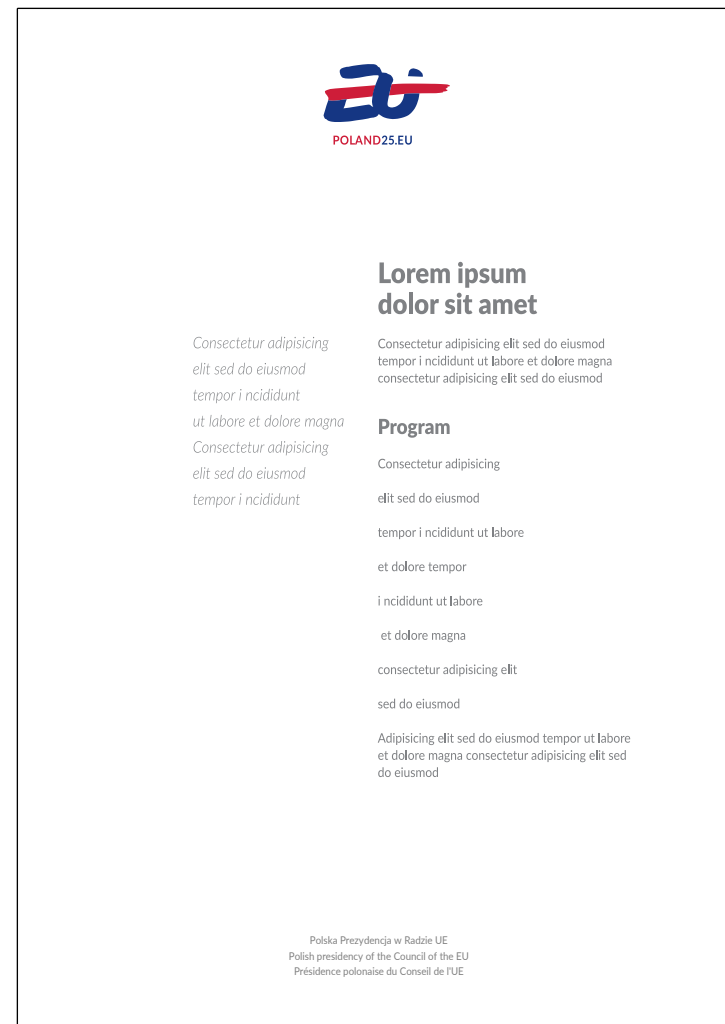 EU
POLAND25.EU
Lorem ipsum
dolor sit amet
Consectetur adipisicing elit sed do eiusmod
tempor i ncididunt ut labore et dolore magna
consectetur adipisicing elit sed do eiusmod
Consectetur adipisicing
elit sed do eiusmod
tempor i ncididunt
ut labore et dolore magna
Consectetur adipisicing
elit sed do eiusmod
tempor i ncididunt
Program
Consectetur adipisicing
elit sed do eiusmod
tempor i ncididunt ut labore
et dolore tempor
i ncididunt ut labore
et dolore magna
consectetur adipisicing elit
sed do eiusmod
Adipisicing elit sed do eiusmod tempor ut labore
et dolore magna consectetur adipisicing elit sed
do eiusmod
Polska Prezydencja w Radzie UE
Polish presidency of the Council of the EU
Présidence polonaise du Conseil de l'UE